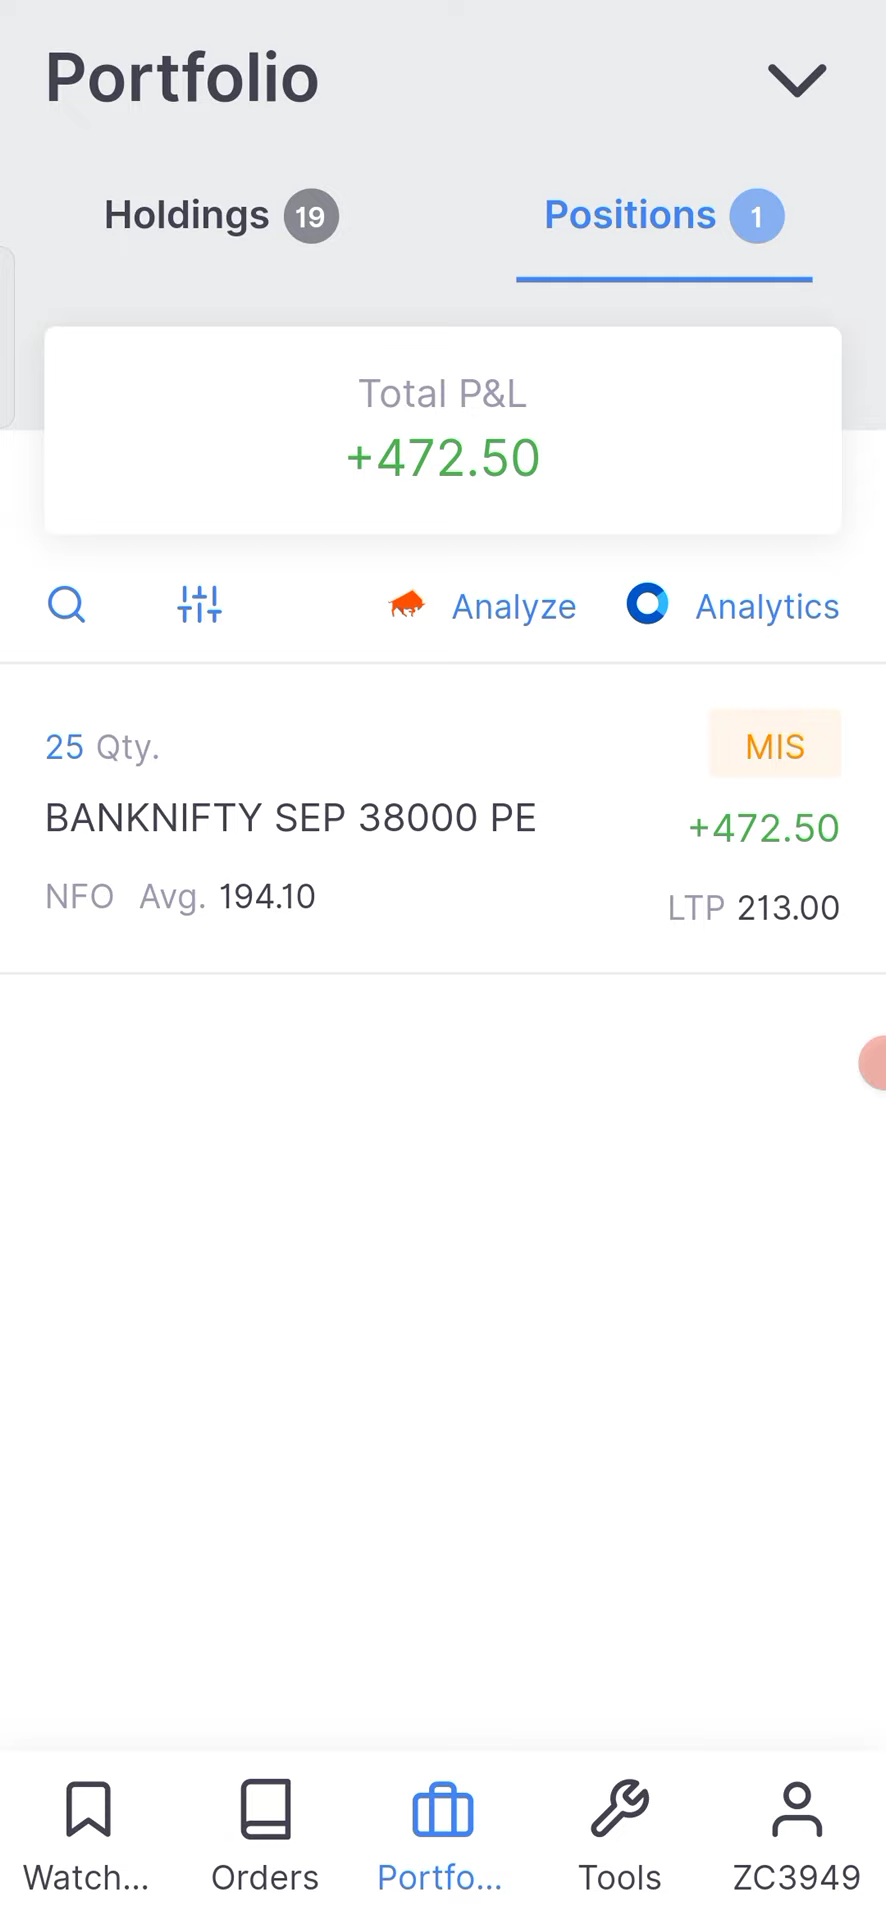 Portfolio
Holdings 19
Positions 1
Total P&L
+472.50
Analyze
Analytics
25 Qty.
MIS
BANKNIFTY SEP 38000 PE
+472.50
NFO Avg. 194.10
LTP 213.00
Watch...
Orders
Portfo...
Tools
ZC3949